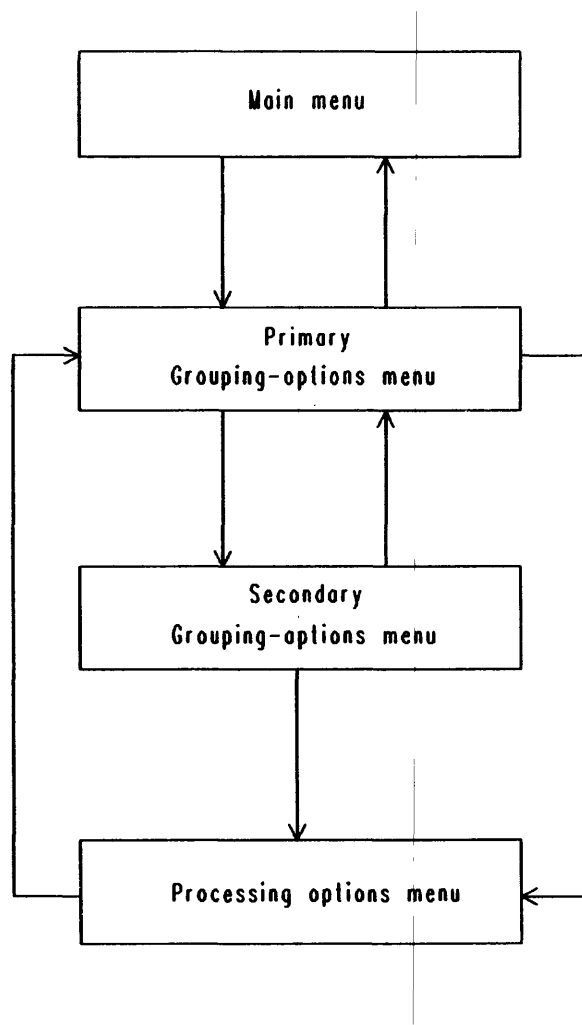 Main menu
Primary
Grouping-options menu
Secondary
Grouping-options menu
Processing options menu